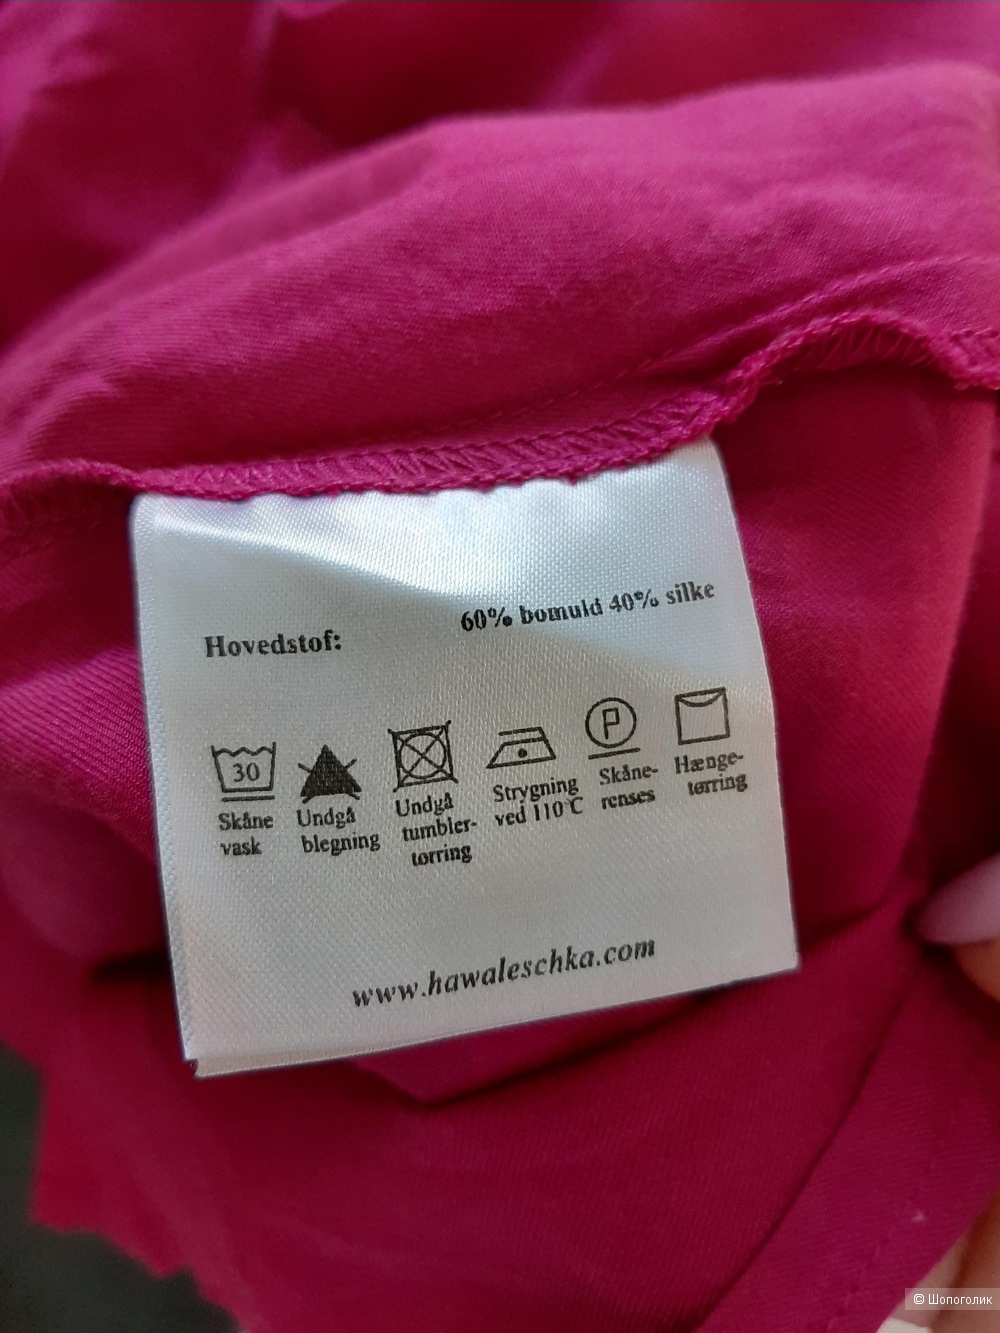 Hovedstof: 60% bomuld 40% silke
30
P
Skåne vask
Undgå blegning
Undgå tumbler-tørring
Strygning ved 110 C
Skåne-renses
Hænge-tørring
www.hawaleschka.com
© Шопоголик